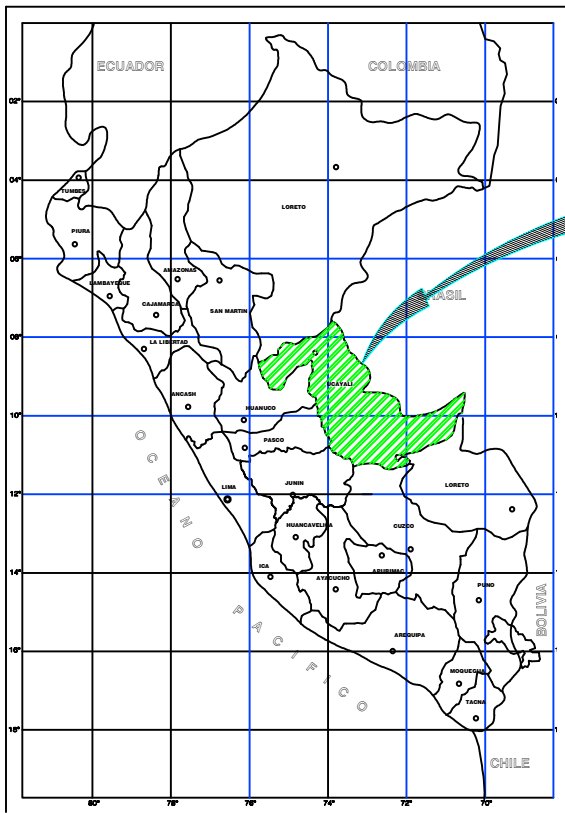 ECUADOR
COLOMBIA
02°
04°
TUMBES
LORETO
PIURA
06°
AMAZONAS
LAMBAYEQUE
CAJAMARCA
SAN MARTIN
BRASIL
08°
LA LIBERTAD
UCAYALI
ANCASH
HUANUCO
10°
PASCO
OCEANO
LIMA
JUNIN
LORETO
12°
HUANCAVELICA
CUZCO
ICA
AYACUCHO
APURIMAC
PUNO
14°
BOLIVIA
PACIFICO
AREQUIPA
16°
MOQUEGUA
TACNA
18°
CHILE
80°
78°
76°
74°
72°
70°